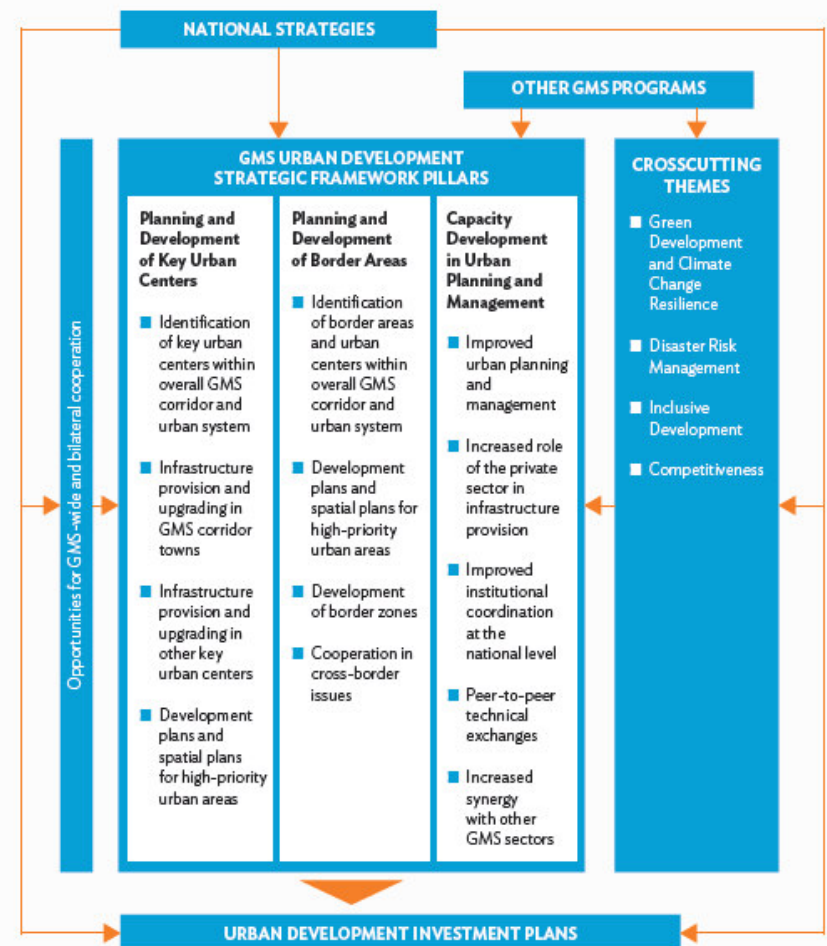 NATIONAL STRATEGIES
OTHER GMS PROGRAMS
Opportunities for GMS-wide and bilateral cooperation
GMS URBAN DEVELOPMENT
STRATEGIC FRAMEWORK PILLARS
Planning and
Development
of Key Urban
Centers
Identification
of key urban
centers within
overall GMS
corridor and
urban system
Infrastructure
provision and
upgrading in
GMS corridor
towns
Infrastructure
provision and
upgrading in
other key
urban centers
Development
plans and
spatial plans
for high-priority
urban areas
Planning and
Development
of Border Areas
Identification
of border areas
and urban
centers within
overall GMS
corridor and
urban system
Development
plans and
spatial plans for
high-priority
urban areas
Development
of border zones
Cooperation in
cross-border
issues
Capacity
Development
in Urban
Planning and
Management
Improved
urban planning
and
management
Increased role
of the private
sector in
infrastructure
provision
Improved
institutional
coordination
at the
national level
Peer-to-peer
technical
exchanges
Increased
synergy
with other
GMS sectors
CROSSCUTTING
THEMES
Green
Development
and Climate
Change
Resilience
Disaster Risk
Management
Inclusive
Development
Competitiveness
URBAN DEVELOPMENT INVESTMENT PLANS